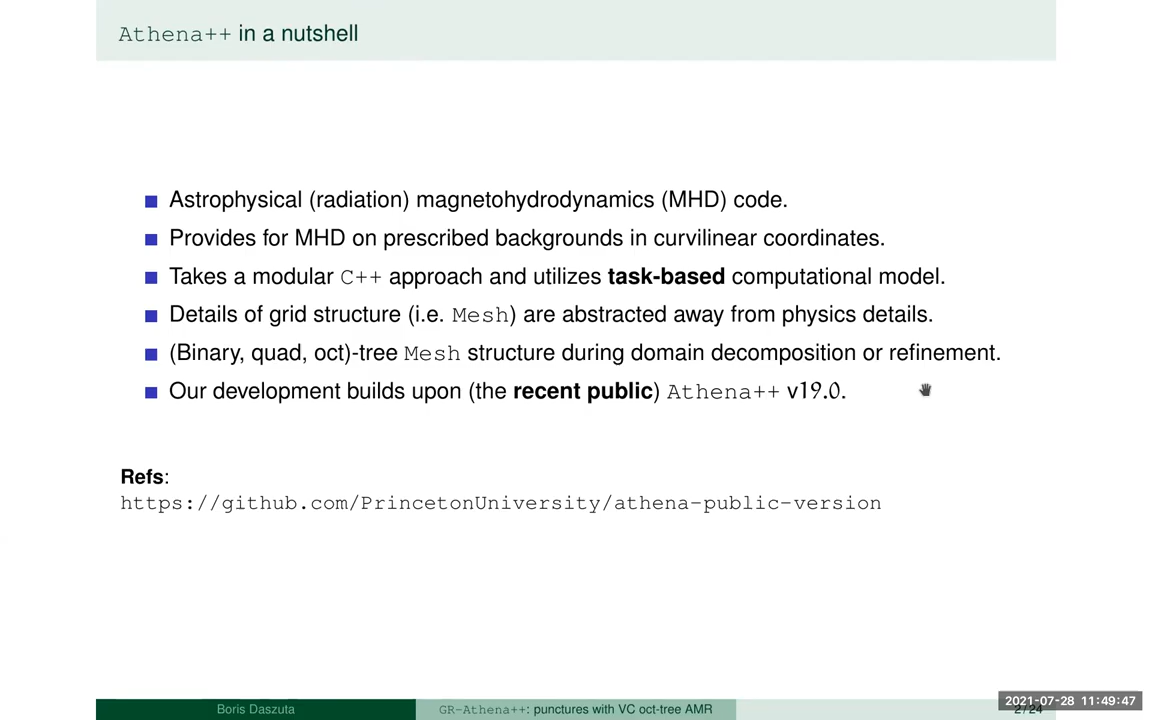 Athena++ in a nutshell
Astrophysical (radiation) magnetohydrodynamics (MHD) code.
Provides for MHD on prescribed backgrounds in curvilinear coordinates.
Takes a modular C++ approach and utilizes task-based computational model.
Details of grid structure (i.e. Mesh) are abstracted away from physics details.
(Binary, quad, oct)-tree Mesh structure during domain decomposition or refinement.
Our development builds upon (the recent public) Athena++ v19.0.
Refs:
https://github.com/PrincetonUniversity/athena-public-version
Boris Daszuta
GR-Athena++: punctures with VC oct-tree AMR
2021-07-28 11:49:47
2/24